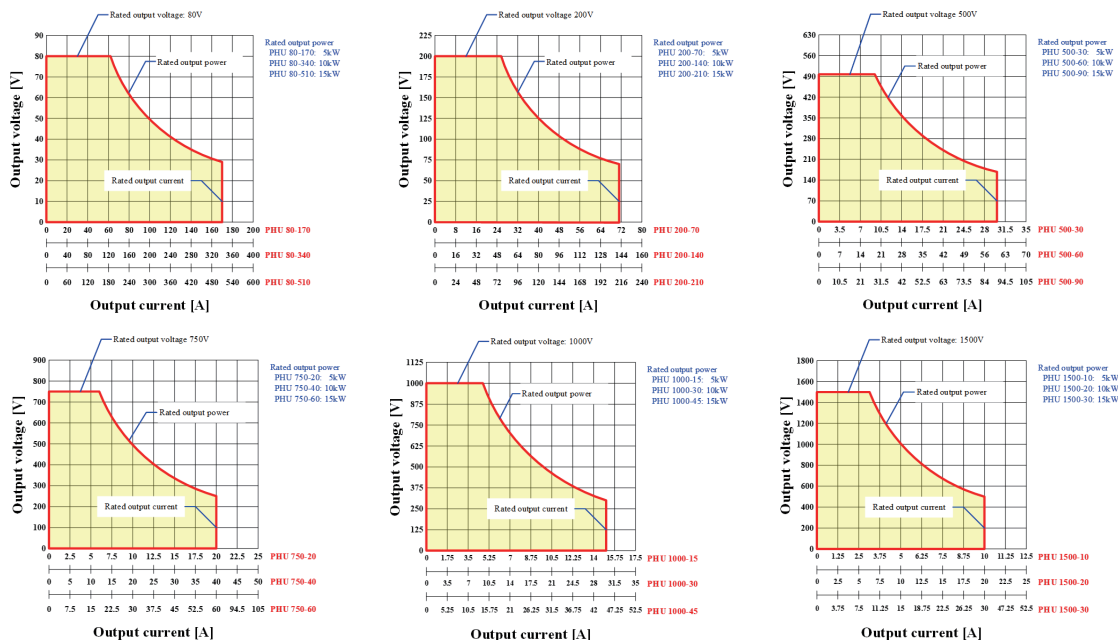 Rated output voltage: 80V
Output voltage [V]
90
80
70
60
50
40
30
20
10
0
Rated output power
Rated output current
Rated output power
PHU 80-170: 5kW
PHU 80-340: 10kW
PHU 80-510: 15kW
0 20 40 60 80 100 120 140 160 180 200 PHU 80-170
0 40 80 120 160 200 240 280 320 360 400 PHU 80-340
0 60 120 180 240 300 360 420 480 540 600 PHU 80-510
Output current [A]
Rated output voltage: 200V
Output voltage [V]
225
200
175
150
125
100
75
50
25
0
Rated output power
Rated output current
Rated output power
PHU 200-70: 5kW
PHU 200-140: 10kW
PHU 200-210: 15kW
0 8 16 24 32 40 48 56 64 72 80 PHU 200-70
0 16 32 48 64 80 96 112 128 144 160 PHU 200-140
0 24 48 72 96 120 144 168 192 216 240 PHU 200-210
Output current [A]
Rated output voltage 500V
Output voltage [V]
630
560
490
420
350
280
210
140
70
0
Rated output power
Rated output current
Rated output power
PHU 500-30: 5kW
PHU 500-60: 10kW
PHU 500-90: 15kW
0 3.5 7 10.5 14 17.5 21 24.5 28 31.5 35 PHU 500-30
0 7 14 21 28 35 42 49 56 63 70 PHU 500-60
0 10.5 21 31.5 42 52.5 63 73.5 84 94.5 105 PHU 500-90
Output current [A]
Rated output voltage 750V
Output voltage [V]
900
800
700
600
500
400
300
200
100
0
Rated output power
Rated output current
Rated output power
PHU 750-20: 5kW
PHU 750-40: 10kW
PHU 750-60: 15kW
0 2.5 5 7.5 10 12.5 15 17.5 20 22.5 25 PHU 750-20
0 5 10 15 20 25 30 35 40 45 50 PHU 750-40
0 7.5 15 22.5 30 37.5 45 52.5 60 94.5 105 PHU 750-60
Output current [A]
Rated output voltage: 1000V
Output voltage [V]
1125
1000
875
750
625
500
375
250
125
0
Rated output power
Rated output current
Rated output power
PHU 1000-15: 5kW
PHU 1000-30: 10kW
PHU 1000-45: 15kW
0 1.75 3.5 5.25 7 8.75 10.5 12.25 14 15.75 17.5 PHU 1000-15
0 3.5 7 10.5 14 17.5 21 24.5 28 31.5 35 PHU 1000-30
0 5.25 10.5 15.75 21 26.25 31.5 36.75 42 47.25 52.5 PHU 1000-45
Output current [A]
Rated output voltage: 1500V
Output voltage [V]
1800
1600
1400
1200
1000
800
600
400
200
0
Rated output power
Rated output current
Rated output power
PHU 1500-10: 5kW
PHU 1500-20: 10kW
PHU 1500-30: 15kW
0 1.25 2.5 3.75 5 6.25 7.5 8.75 10 11.25 12.5 PHU 1500-10
0 2.5 5 7.5 10 12.5 15 17.5 20 22.5 25 PHU 1500-20
0 3.75 7.5 11.25 15 18.75 22.5 26.25 30 47.25 52.5 PHU 1500-30
Output current [A]